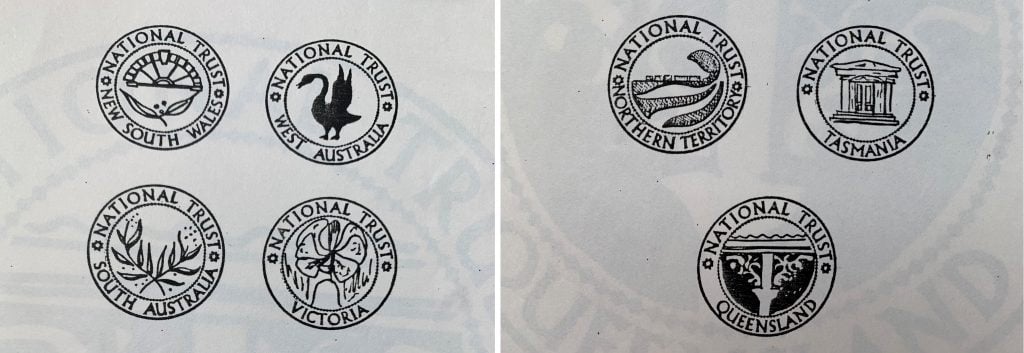 NATIONAL TRUST
NEW SOUTH WALES
NATIONAL TRUST
WEST AUSTRALIA
NATIONAL TRUST
SOUTH AUSTRALIA
NATIONAL TRUST
VICTORIA
NATIONAL TRUST
NORTHERN TERRITORY
NATIONAL TRUST
TASMANIA
NATIONAL TRUST
QUEENSLAND